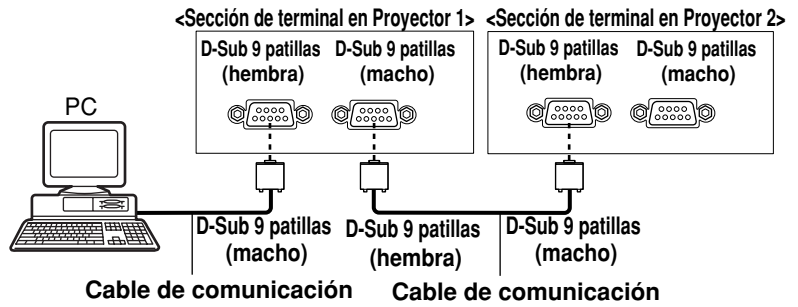 <Sección de terminal en Proyector 1>
<Sección de terminal en Proyector 2>
D-Sub 9 patillas
(hembra)
D-Sub 9 patillas
(macho)
D-Sub 9 patillas
(hembra)
D-Sub 9 patillas
(macho)
PC
D-Sub 9 patillas
(macho)
D-Sub 9 patillas
(hembra)
D-Sub 9 patillas
(macho)
Cable de comunicación
Cable de comunicación